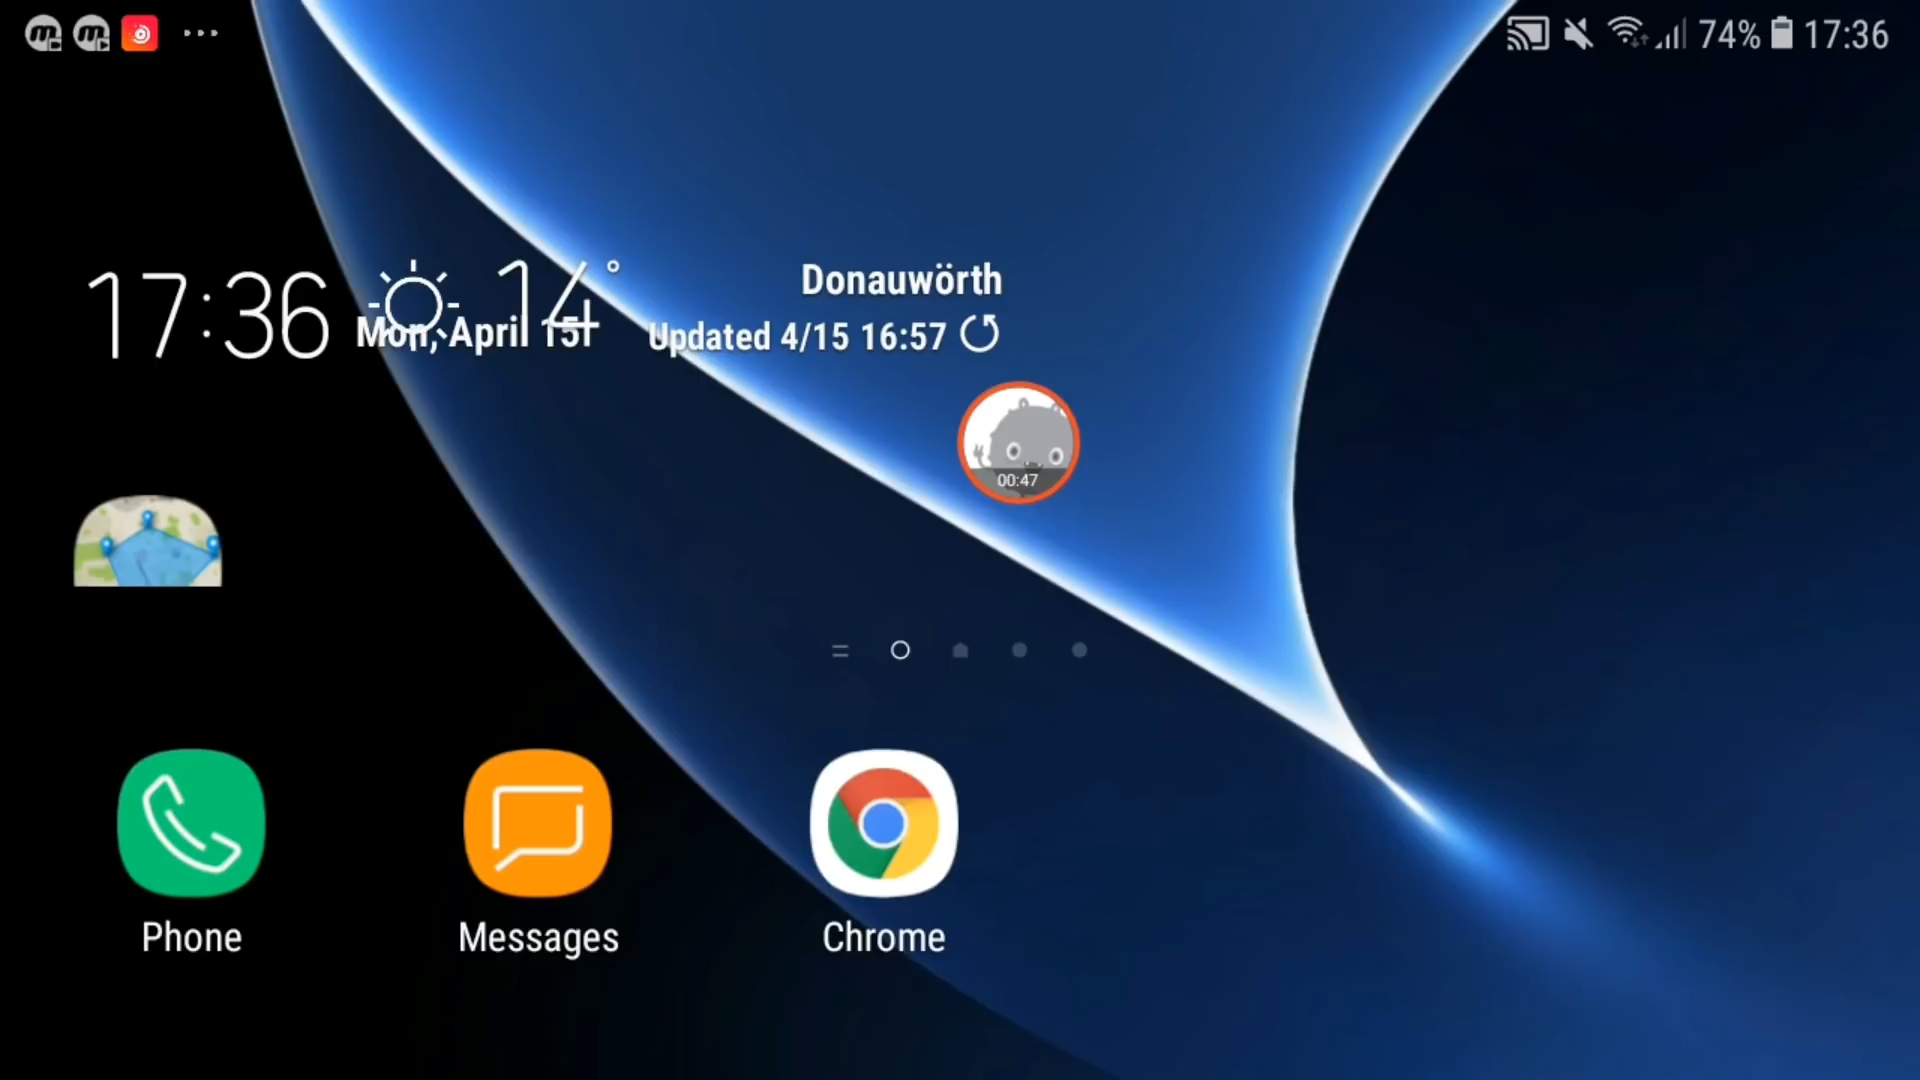 74% 17:36
17:36
14°
Mon, April 15
Donauwörth
Updated 4/15 16:57
00:47
Phone
Messages
Chrome